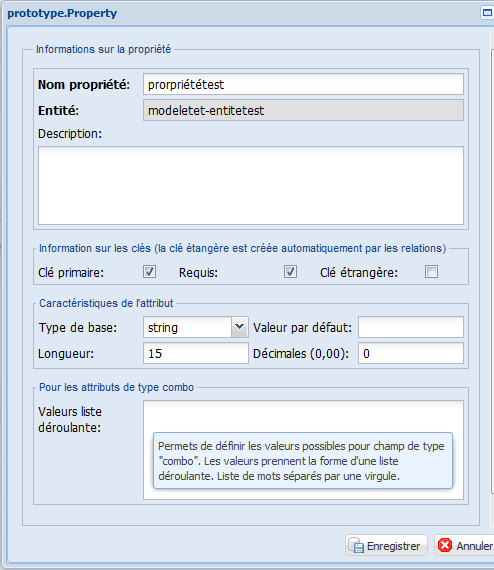 prototype.Property
Informations sur la propriété
Nom propriété: prorpriététest
Entité: modeletet-entitetest
Description:
Information sur les clés (la clé étangère est créée automatiquement par les relations)
Clé primaire: Requis: Clé étrangère:
Caractéristiques de l'attribut
Type de base: string Valeur par défaut:
Longueur: 15 Décimales (0,00): 0
Pour les attributs de type combo
Valeurs liste
déroulante:
Permets de définir les valeurs possibles pour champ de type
"combo". Les valeurs prennent la forme d'une liste
déroulante. Liste de mots séparés par une virgule.
Enregistrer Annuler